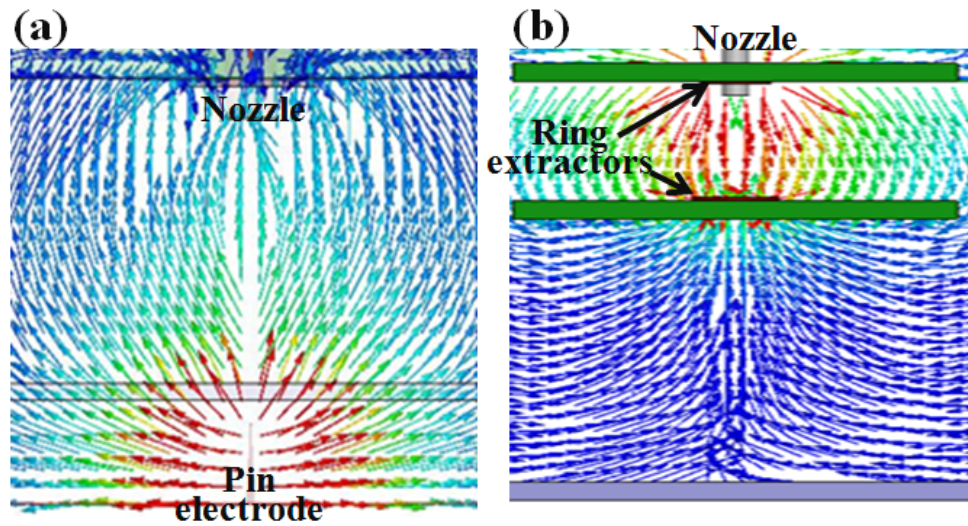 (a)
Nozzle
Pin
electrode
(b)
Nozzle
Ring
extractors